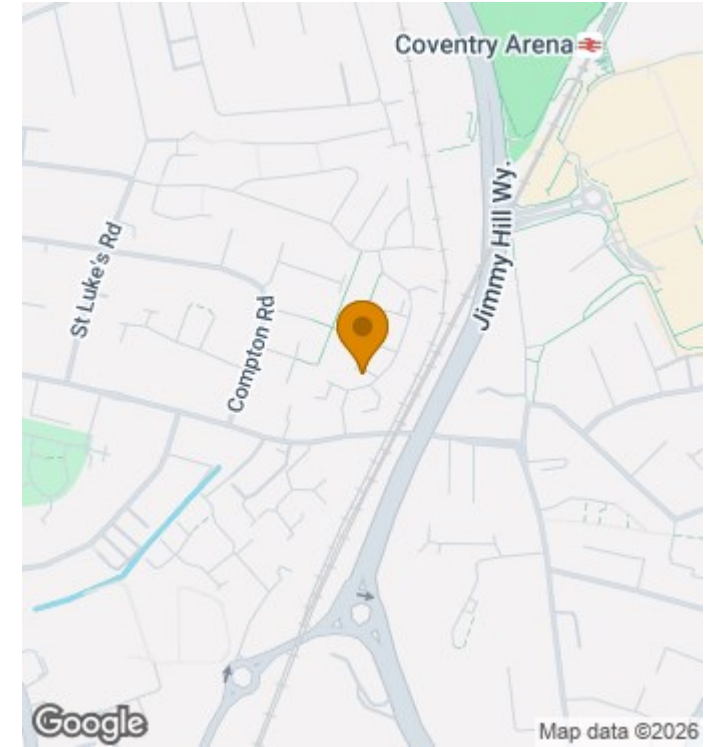 Coventry Arena
Jimmy Hill Wy.
St Luke's Rd
Compton Rd
Google
Map data ©2026